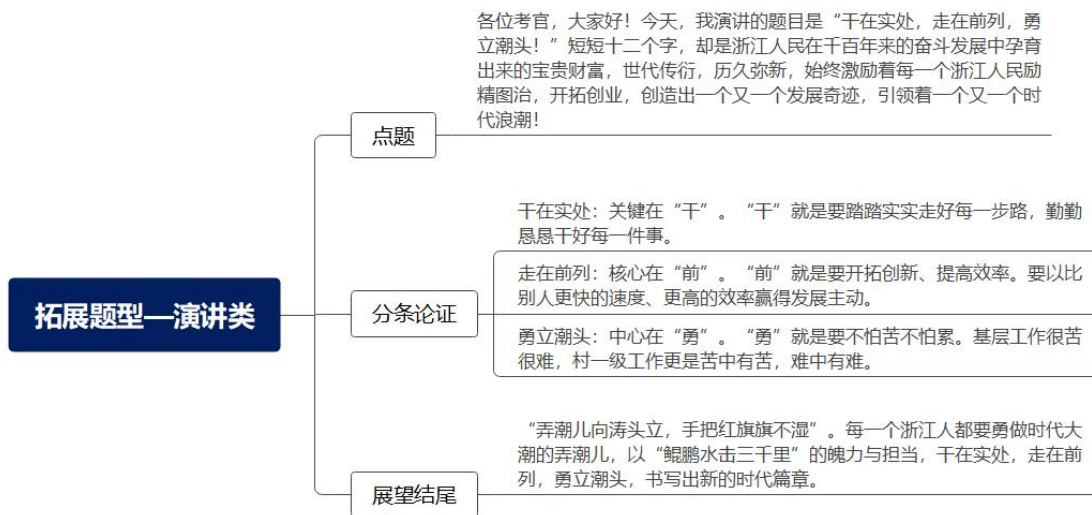 拓展题型—演讲类
点题
各位考官，大家好！今天，我演讲的题目是“干在实处，走在前列，勇
立潮头！”短短十二个字，却是浙江人民在千百年来的奋斗发展中孕育
出来的宝贵财富，世代传衍，历久弥新，始终激励着每一个浙江人民励
精图治，开拓创业，创造出一个又一个发展奇迹，引领着一个又一个时
代浪潮！
分条论证
干在实处：关键在“干”。“干”就是要踏踏实实走好每一步路，勤勤
恳恳干好每一件事。
走在前列：核心在“前”。“前”就是要开拓创新、提高效率。要以比
别人更快的速度、更高的效率赢得发展主动。
勇立潮头：中心在“勇”。“勇”就是要不怕苦不怕累。基层工作很苦
很难，村一级工作更是苦中有苦，难中有难。
展望结尾
“弄潮儿向涛头立，手把红旗旗不湿”。每一个浙江人都要勇做时代大
潮的弄潮儿，以“鲲鹏水击三千里”的魄力与担当，干在实处，走在前
列，勇立潮头，书写出新的时代篇章。